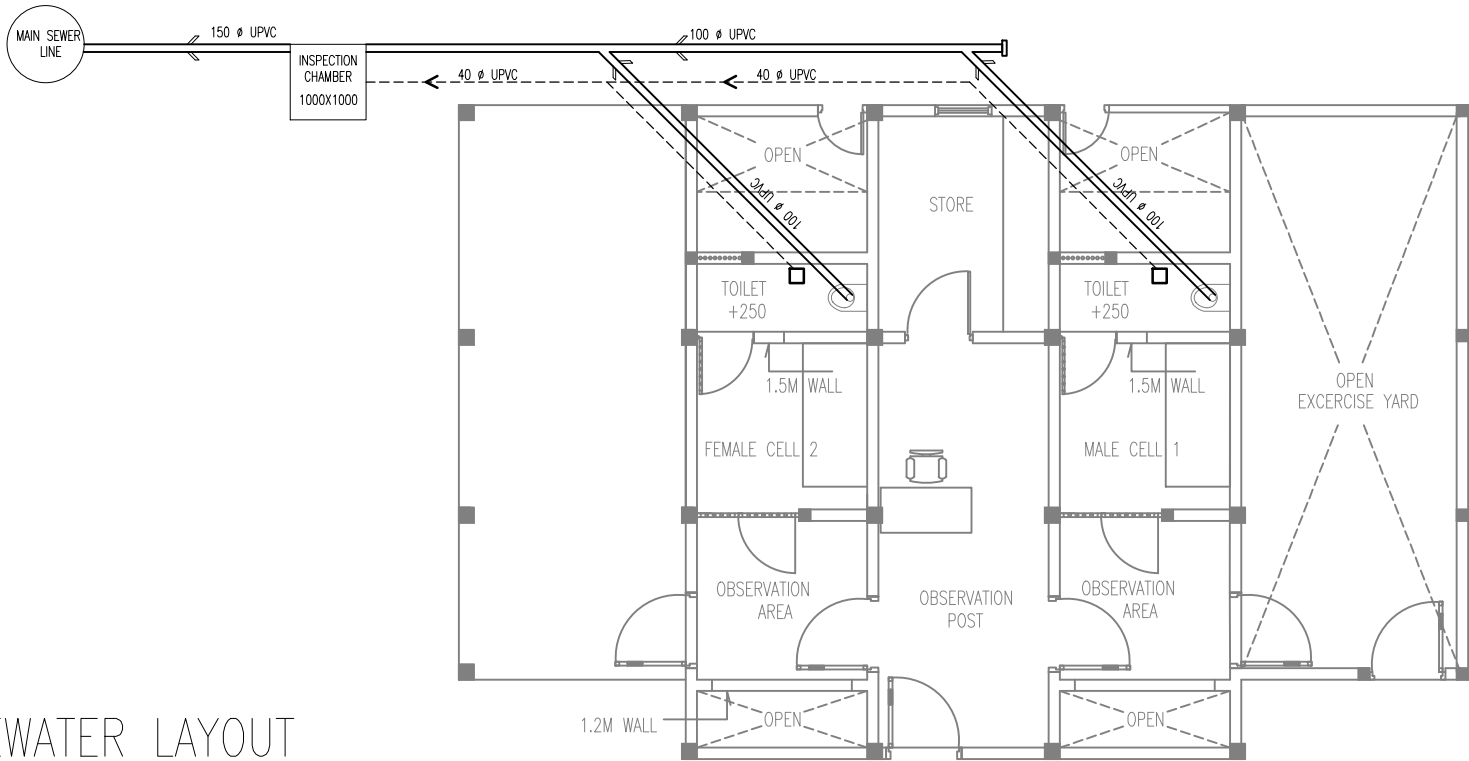 MAIN SEWER
LINE
150 ø UPVC
100 ø UPVC
INSPECTION
CHAMBER
1000X1000
40 ø UPVC
40 ø UPVC
OPEN
OPEN
100 ø UPVC
100 ø UPVC
STORE
TOILET
+250
TOILET
+250
1.5M WALL
1.5M WALL
OPEN
EXCERCISE YARD
FEMALE CELL 2
MALE CELL 1
OBSERVATION
AREA
OBSERVATION
POST
OBSERVATION
AREA
1.2M WALL
OPEN
OPEN
WATER LAYOUT